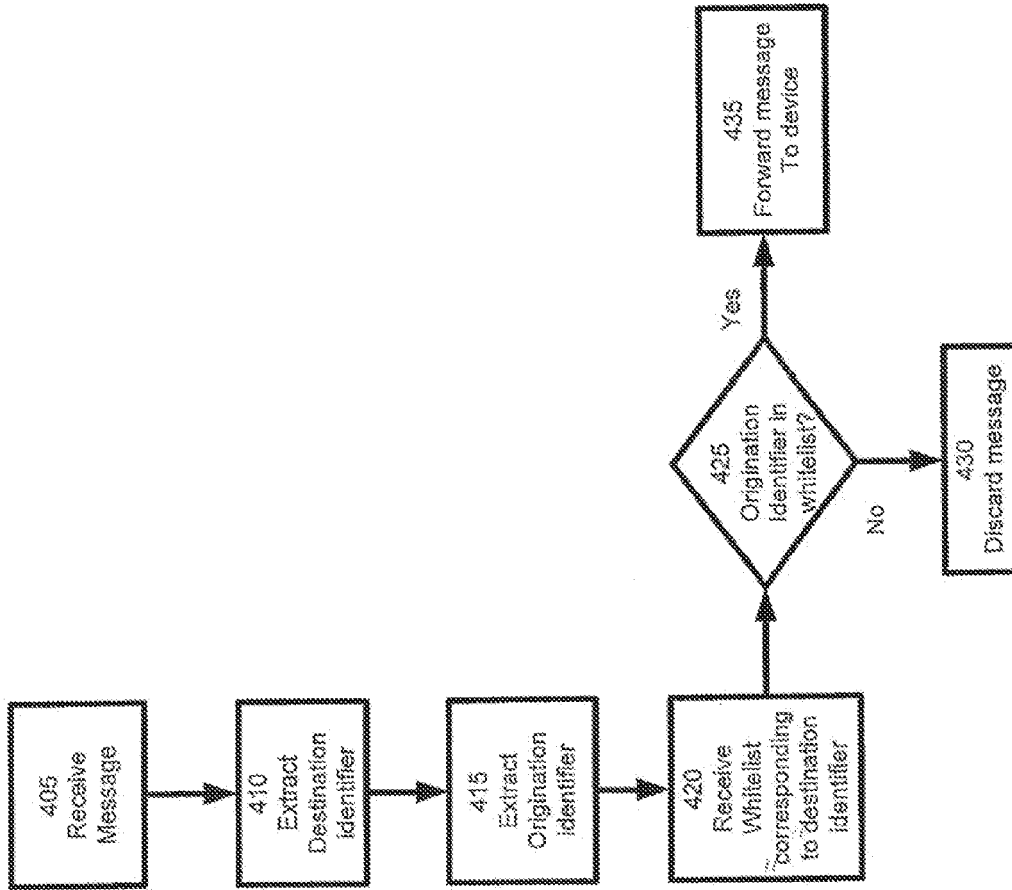 405
Receive
Message
410
Extract
Destination
identifier
415
Extract
Origination
identifier
420
Receive
Whitelist
corresponding
to destination
identifier
425
Origination
Identifier in
whitelist?
Yes
No
435
Forward message
To device
430
Discard message